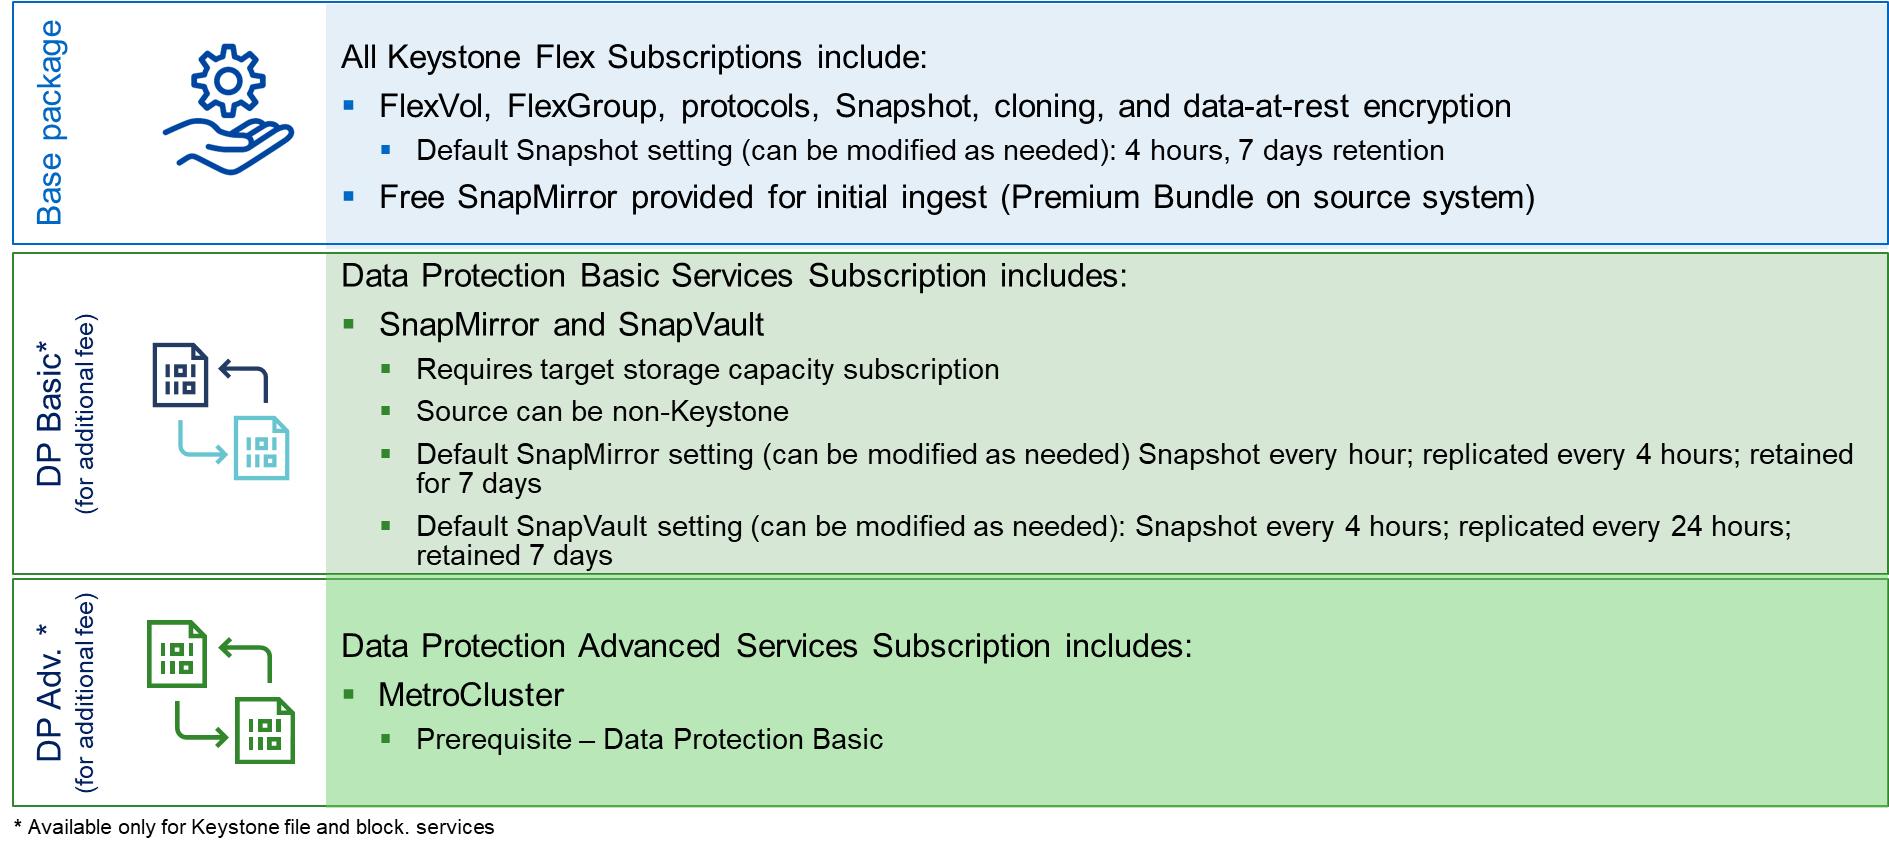 Base package
All Keystone Flex Subscriptions include:
▪ FlexVol, FlexGroup, protocols, Snapshot, cloning, and data-at-rest encryption
▪ Default Snapshot setting (can be modified as needed): 4 hours, 7 days retention
▪ Free SnapMirror provided for initial ingest (Premium Bundle on source system)
DP Basic*
(for additional fee)
Data Protection Basic Services Subscription includes:
▪ SnapMirror and SnapVault
▪ Requires target storage capacity subscription
▪ Source can be non-Keystone
▪ Default SnapMirror setting (can be modified as needed) Snapshot every hour; replicated every 4 hours; retained
for 7 days
▪ Default SnapVault setting (can be modified as needed): Snapshot every 4 hours; replicated every 24 hours;
retained 7 days
DP Adv. *
(for additional fee)
Data Protection Advanced Services Subscription includes:
▪ MetroCluster
▪ Prerequisite – Data Protection Basic
* Available only for Keystone file and block. services